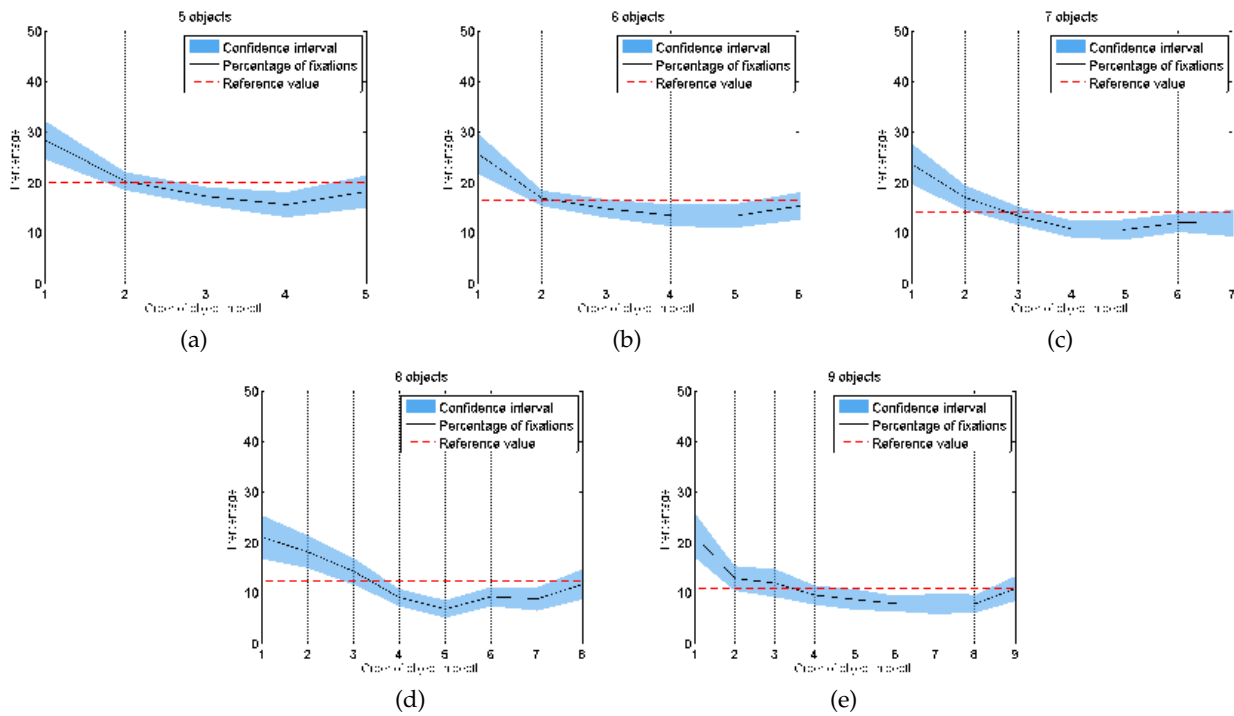 5 objects
50
40
30
20
10
0
Confidence interval
Percentage of fixations
Reference value
1 2 3 4 5
(a)
6 objects
50
40
30
20
10
0
Confidence interval
Percentage of fixations
Reference value
1 2 3 4 5 6
(b)
7 objects
50
40
30
20
10
0
Confidence interval
Percentage of fixations
Reference value
1 2 3 4 5 6 7
(c)
8 objects
50
40
30
20
10
0
Percentage
Confidence interval
Percentage of fixations
Reference value
1 2 3 4 5 6 7 8
(d)
9 objects
50
40
30
20
10
0
Percentage
Confidence interval
Percentage of fixations
Reference value
1 2 3 4 5 6 7 8 9
(e)